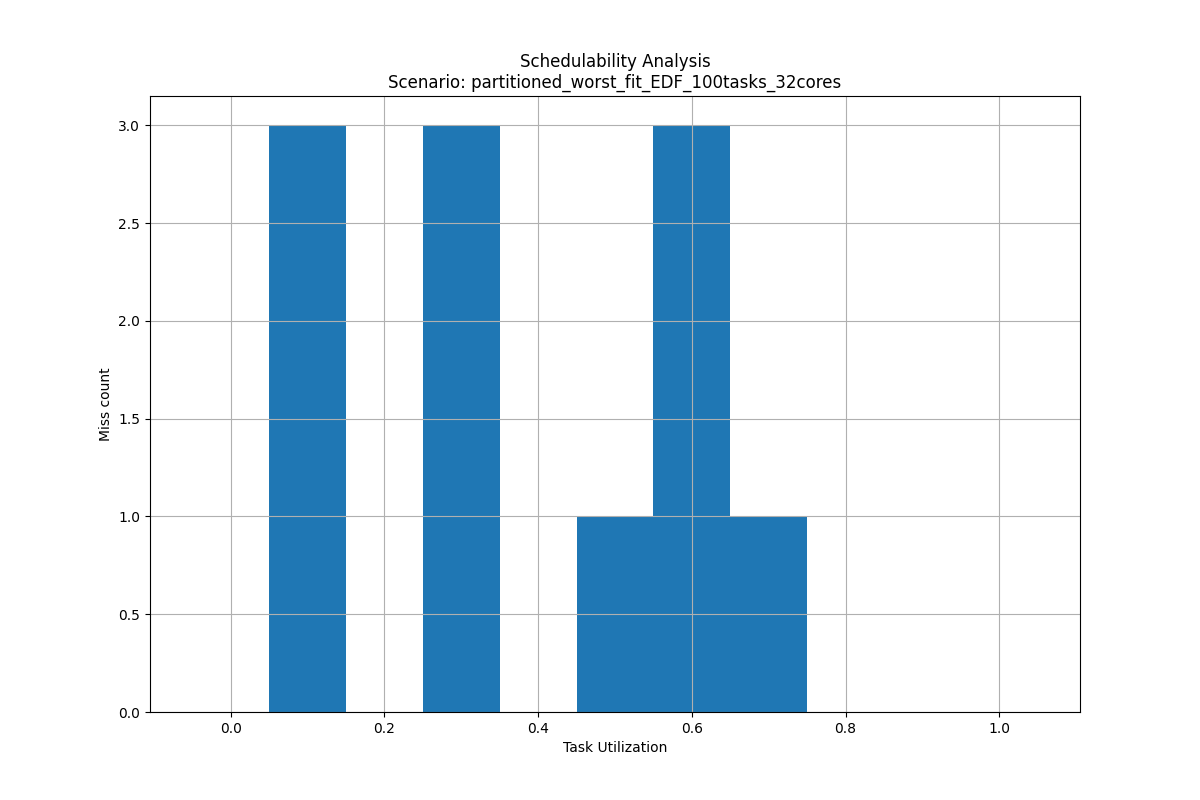 Schedulability Analysis
Scenario: partitioned_worst_fit_EDF_100tasks_32cores
Miss count
3.0
2.5
2.0
1.5
1.0
0.5
0.0
0.0 0.2 0.4 0.6 0.8 1.0
Task Utilization